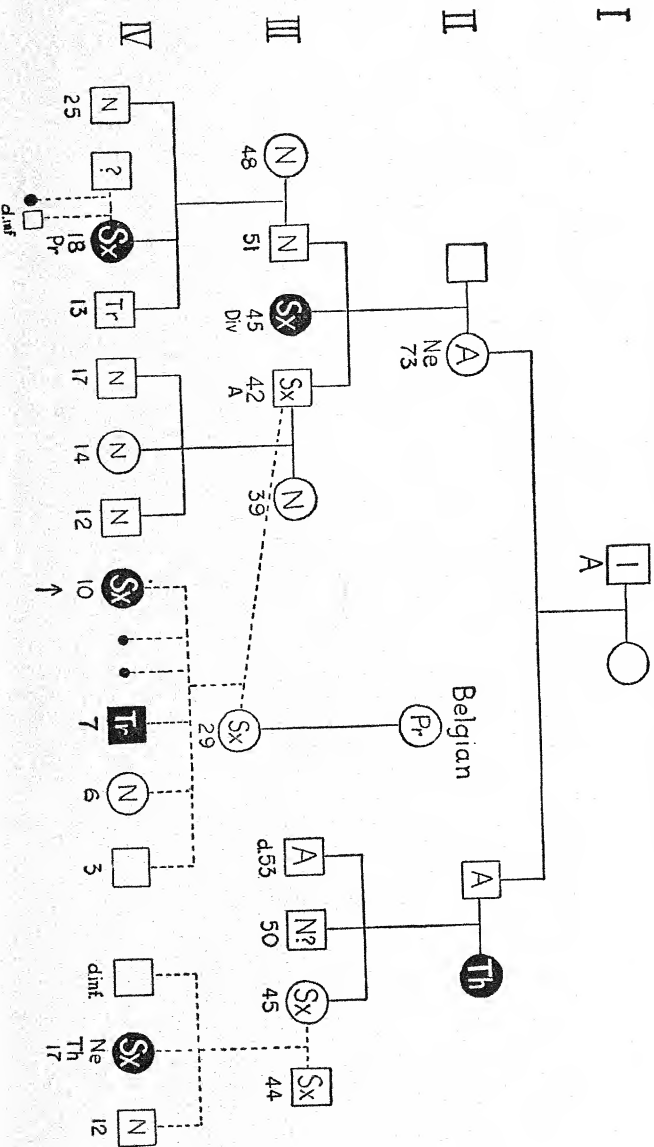 I
I
A
II
A A Th
Ne
73
Belgian
Pr
III
N N Sx Sx N A N? Sx Sx
48 51 45 42 39 d.53 50 45 44
Div A
Sx
29
IV
N ? Sx Tr N N N Sx Tr N Sx N
25 18 13 17 14 12 10 7 6 3 d.inf. Ne 12
Pr Th
17
d.inf